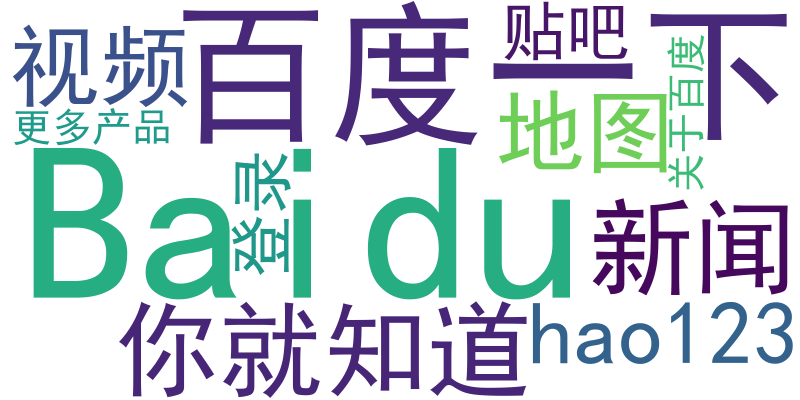 视频
百度一下
贴吧
关于百度
更多产品
地图
Baidu
登录
新闻
你就知道
hao123